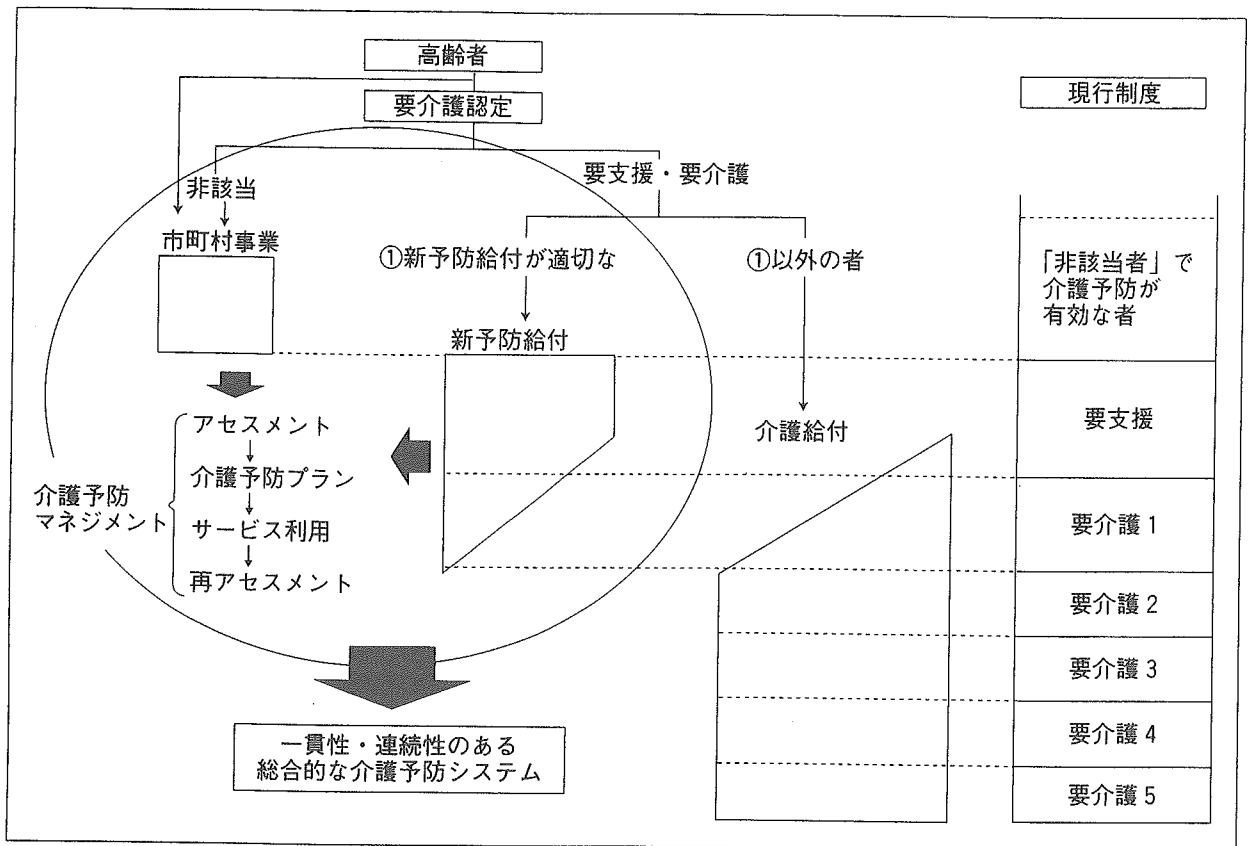 高齢者
要介護認定
現行制度
非該当
要支援・要介護
市町村事業
①新予防給付が適切な
①以外の者
「非該当者」で
介護予防が
有効な者
新予防給付
アセスメント
介護予防プラン
サービス利用
再アセスメント
介護予防
マネジメント
介護給付
要支援
要介護1
要介護2
要介護3
要介護4
要介護5
一貫性・連続性のある
総合的な介護予防システム